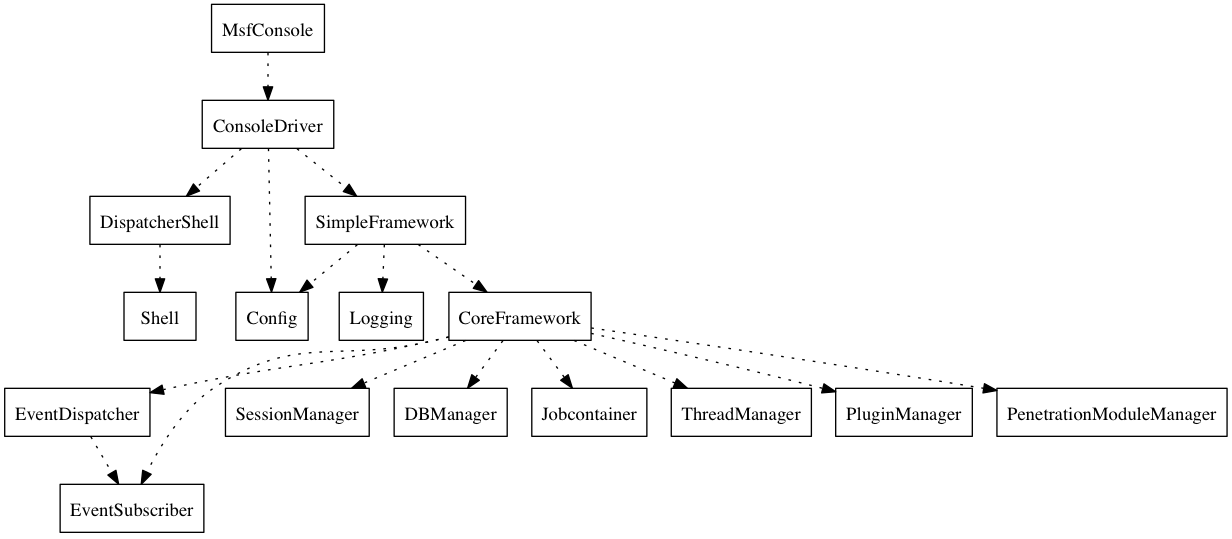 MsfConsole
ConsoleDriver
DispatcherShell
SimpleFramework
Shell
Config
Logging
CoreFramework
EventDispatcher
SessionManager
DBManager
Jobcontainer
ThreadManager
PluginManager
PenetrationModuleManager
EventSubscriber